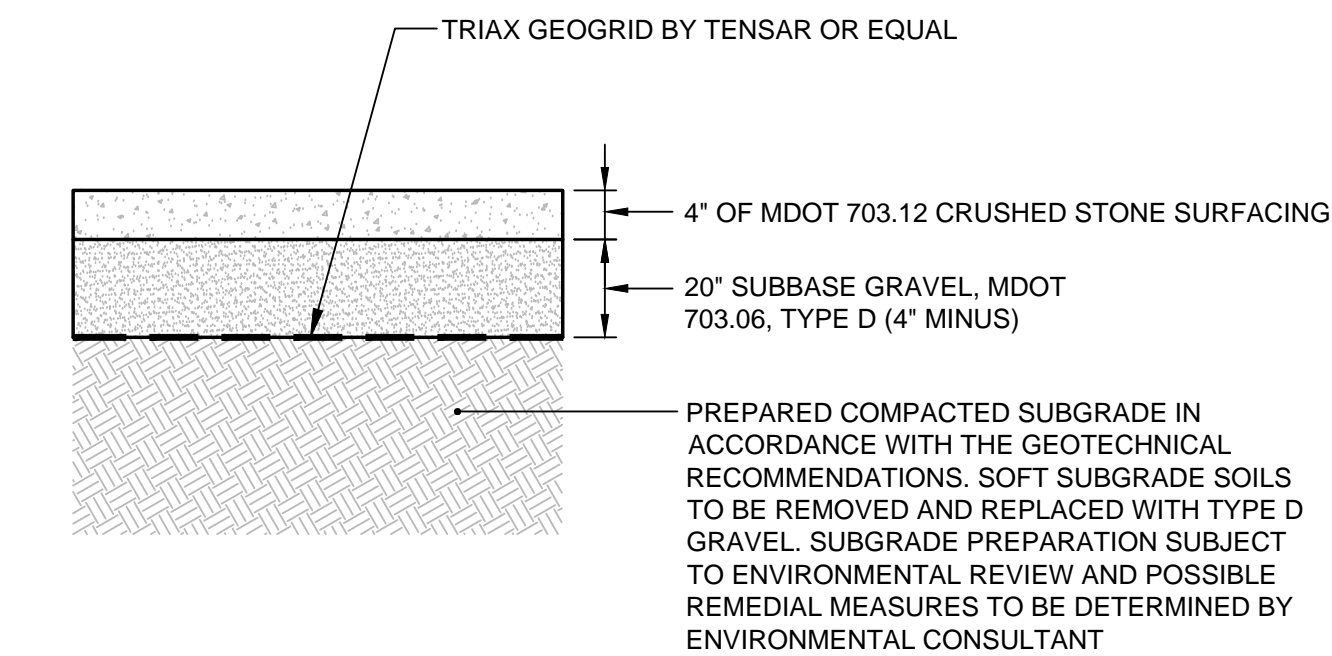 TRIAX GEOGRID BY TENSAR OR EQUAL
4" OF MDOT 703.12 CRUSHED STONE SURFACING
20" SUBBASE GRAVEL, MDOT
703.06, TYPE D (4" MINUS)
PREPARED COMPACTED SUBGRADE IN
ACCORDANCE WITH THE GEOTECHNICAL
RECOMMENDATIONS. SOFT SUBGRADE SOILS
TO BE REMOVED AND REPLACED WITH TYPE D
GRAVEL. SUBGRADE PREPARATION SUBJECT
TO ENVIRONMENTAL REVIEW AND POSSIBLE
REMEDIAL MEASURES TO BE DETERMINED BY
ENVIRONMENTAL CONSULTANT